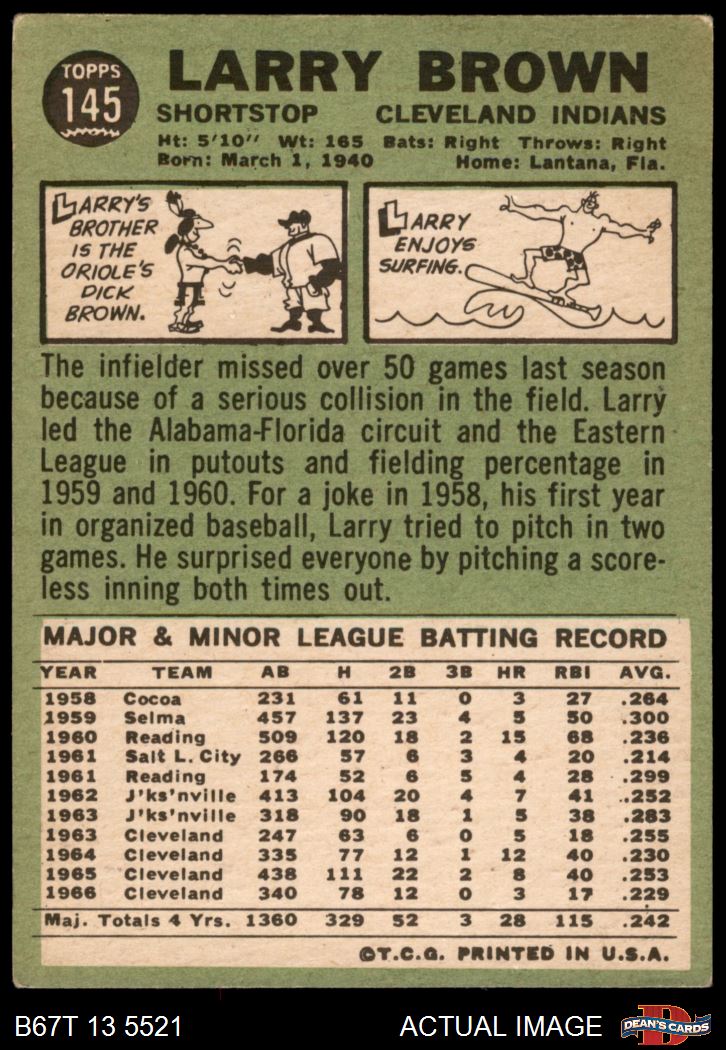 TOPPS
145
LARRY BROWN
SHORTSTOP CLEVELAND INDIANS
Ht: 5'10" Wt: 165 Bats: Right Throws: Right
Born: March 1, 1940 Home: Lantana, Fla.
LARRY'S
BROTHER
IS THE
ORIOLE'S
DICK
BROWN.
LARRY
ENJOYS
SURFING.
The infielder missed over 50 games last season
because of a serious collision in the field. Larry
led the Alabama-Florida circuit and the Eastern
League in putouts and fielding percentage in
1959 and 1960. For a joke in 1958, his first year
in organized baseball, Larry tried to pitch in two
games. He surprised everyone by pitching a score-
less inning both times out.
MAJOR & MINOR LEAGUE BATTING RECORD
YEAR TEAM AB H 2B 3B HR RBI AVG.
1958 Cocoa 231 61 11 0 3 27 .264
1959 Selma 457 137 23 4 5 50 .300
1960 Reading 509 120 18 2 15 68 .236
1961 Salt L. City 266 57 6 3 4 20 .214
1961 Reading 174 52 6 5 4 28 .299
1962 J'ks'nville 413 104 20 4 7 41 .252
1963 J'ks'nville 318 90 18 1 5 38 .283
1963 Cleveland 247 63 6 0 5 18 .255
1964 Cleveland 335 77 12 1 12 40 .230
1965 Cleveland 438 111 22 2 8 40 .253
1966 Cleveland 340 78 12 0 3 17 .229
Maj. Totals 4 Yrs. 1360 329 52 3 28 115 .242
©T.C.G. PRINTED IN U.S.A.
B67T 13 5521 ACTUAL IMAGE
D
DEAN'S CARDS